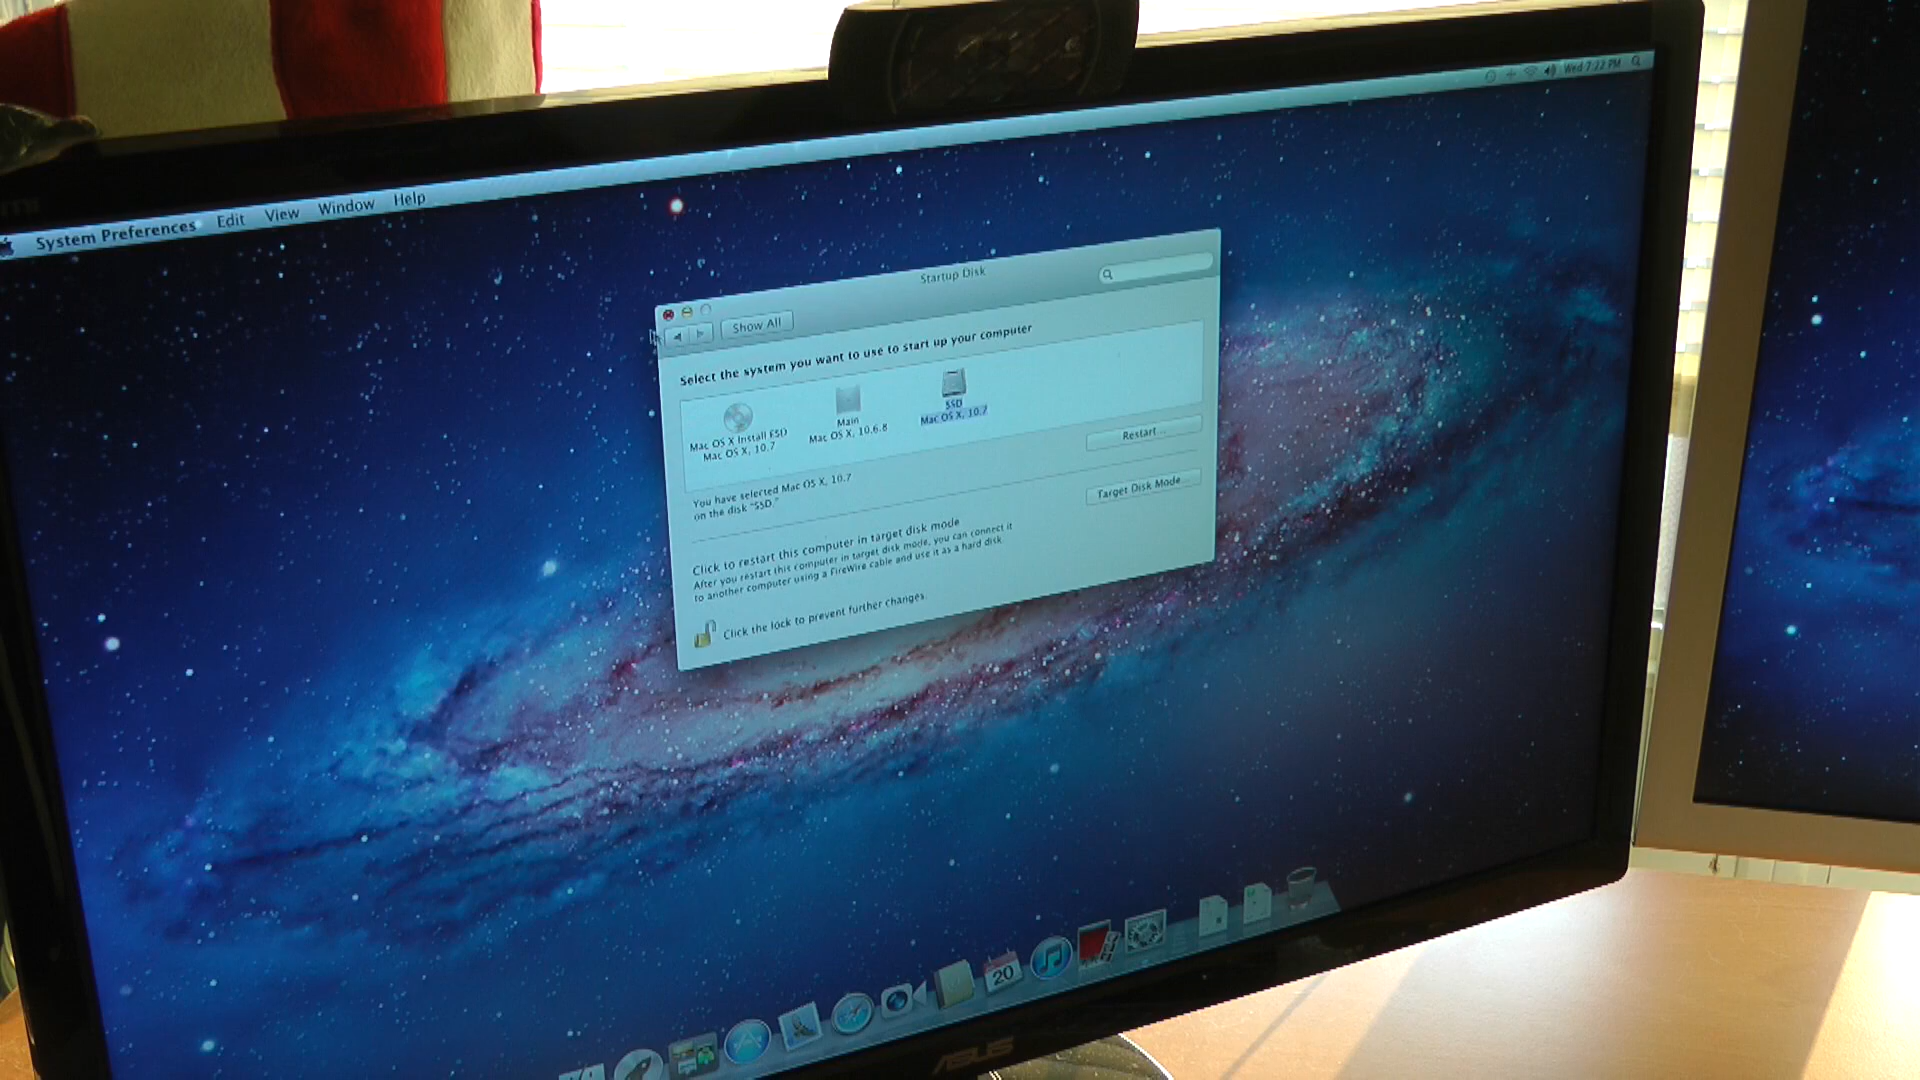 Wed 7:22 PM
System Preferences Edit View Window Help
Startup Disk
Show All
Select the system you want to use to start up your computer
Mac OS X Install ESD
Mac OS X, 10.7
Main
Mac OS X, 10.6.8
SSD
Mac OS X, 10.7
You have selected Mac OS X, 10.7
on the disk "SSD."
Restart...
Target Disk Mode...
Click to restart this computer in target disk mode
After you restart this computer in target disk mode, you can connect it
to another computer using a FireWire cable and use it as a hard disk.
Click the lock to prevent further changes.
20
ASUS